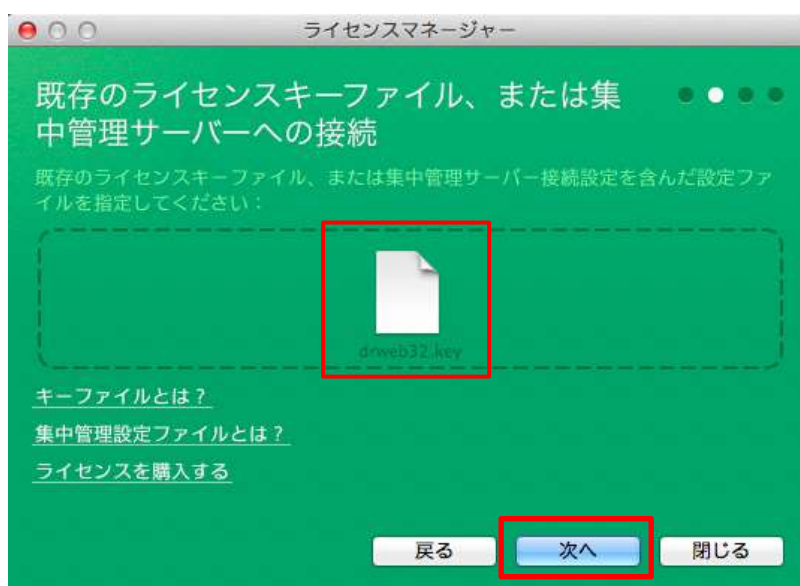 ライセンスマネージャー
既存のライセンスキーファイル、または集
中管理サーバーへの接続
既存のライセンスキーファイル、または集中管理サーバー接続設定を含んだ設定ファ
イルを指定してください：
drweb32.key
キーファイルとは？
集中管理設定ファイルとは？
ライセンスを購入する
戻る 次へ 閉じる